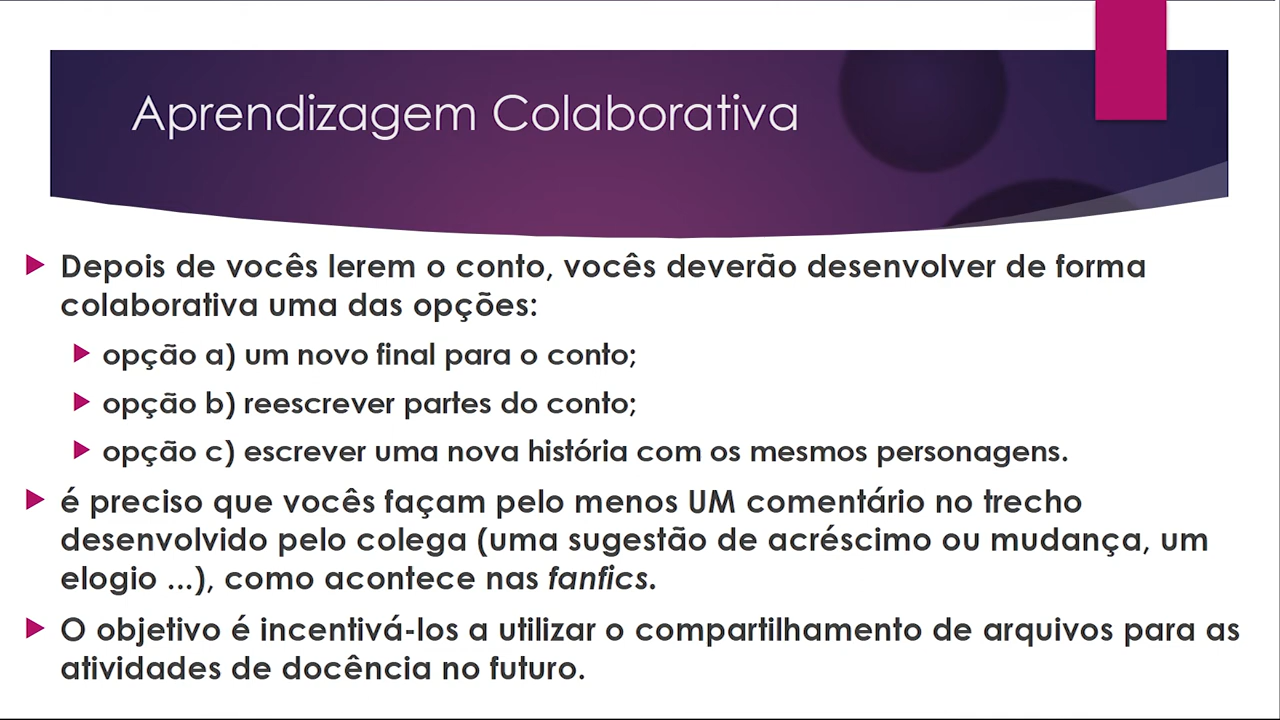 Aprendizagem Colaborativa
Depois de vocês lerem o conto, vocês deverão desenvolver de forma
colaborativa uma das opções:
opção a) um novo final para o conto;
opção b) reescrever partes do conto;
opção c) escrever uma nova história com os mesmos personagens.
é preciso que vocês façam pelo menos UM comentário no trecho
desenvolvido pelo colega (uma sugestão de acréscimo ou mudança, um
elogio ...), como acontece nas fanfics.
O objetivo é incentivá-los a utilizar o compartilhamento de arquivos para as
atividades de docência no futuro.